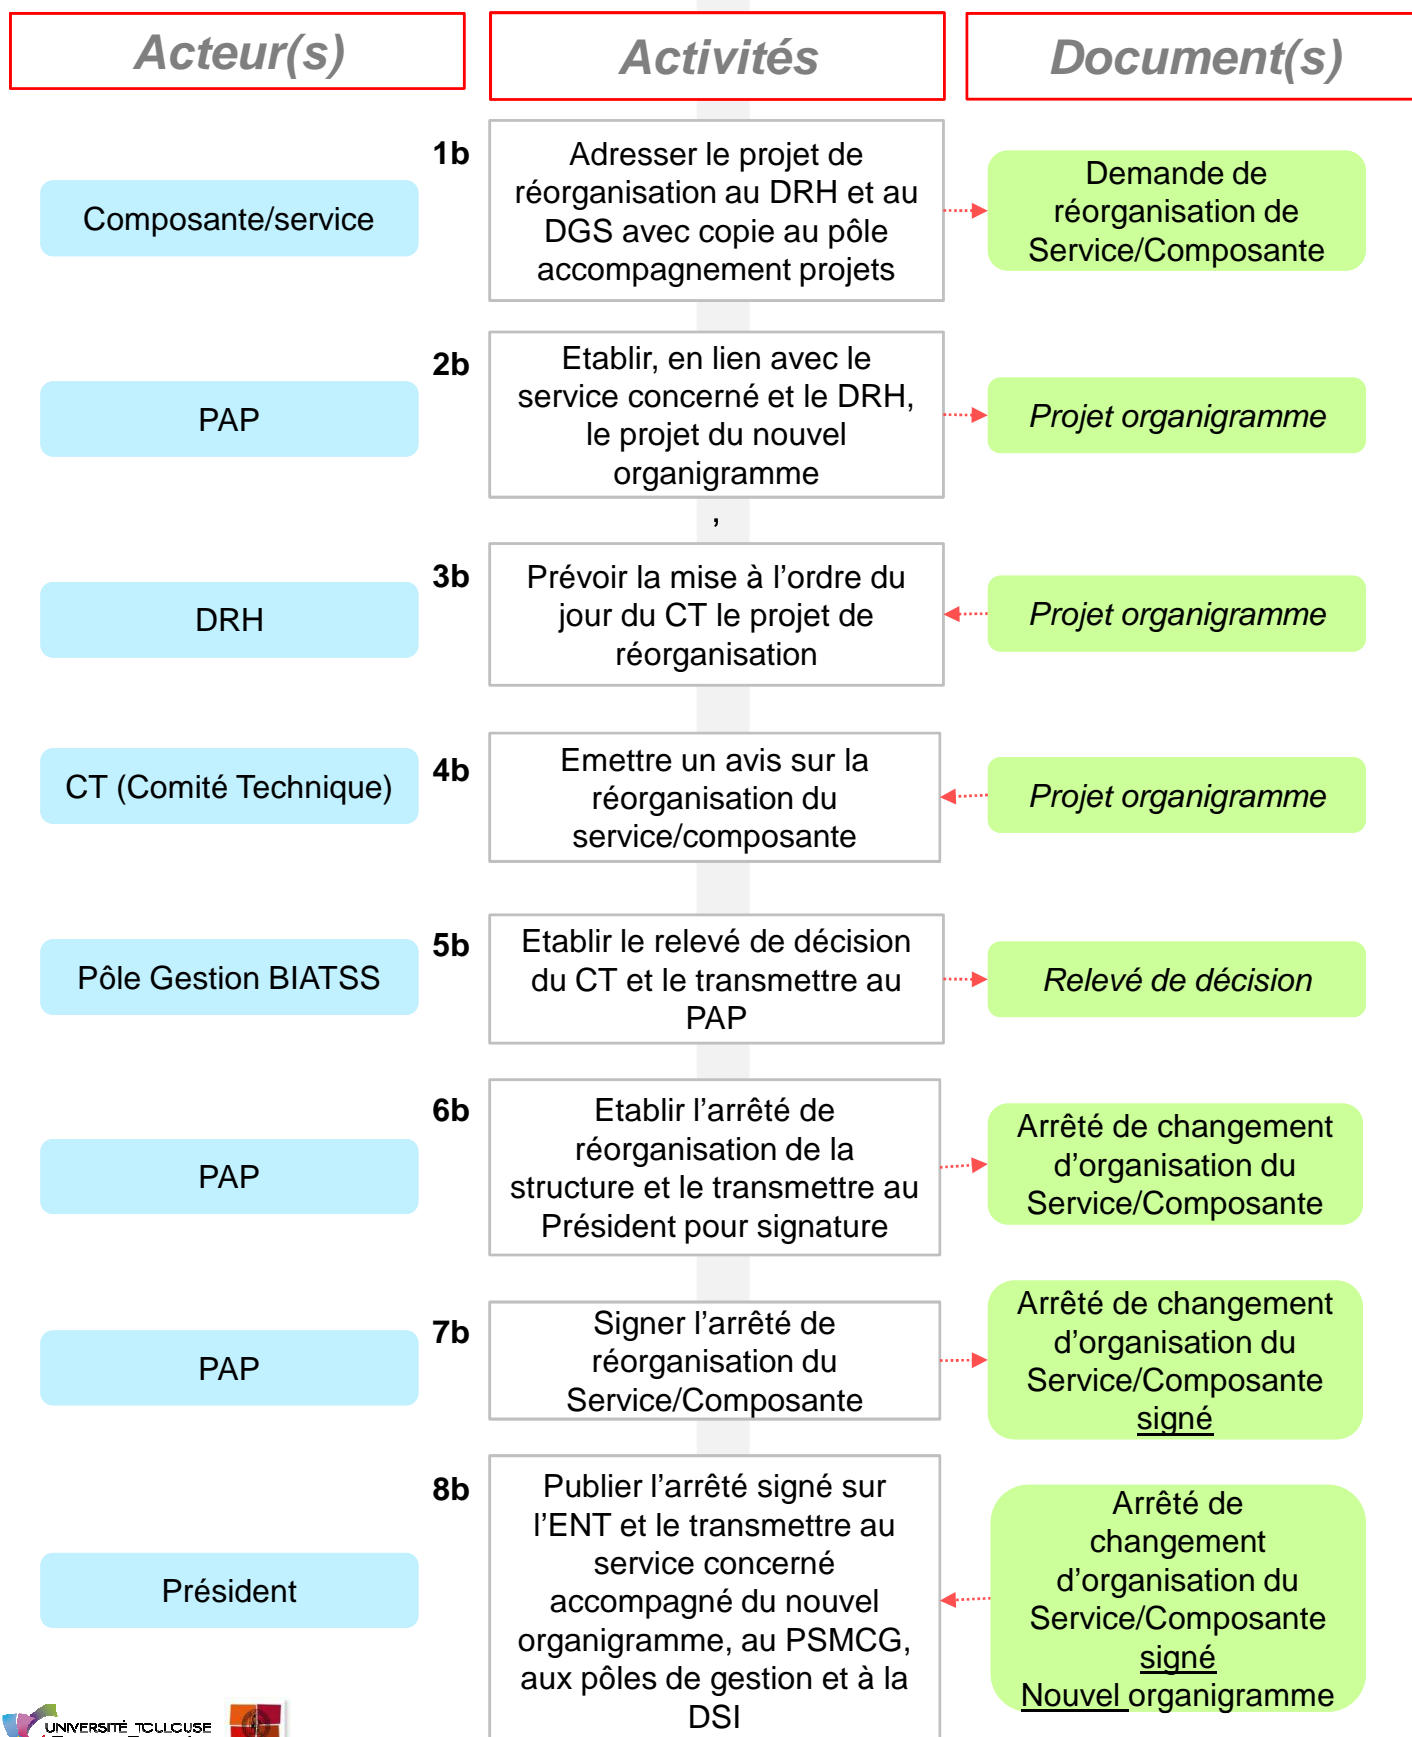 Acteur(s)
Activités
Document(s)
1b
Composante/service
Adresser le projet de
réorganisation au DRH et au
DGS avec copie au pôle
accompagnement projets
Demande de
réorganisation de
Service/Composante
2b
PAP
Etablir, en lien avec le
service concerné et le DRH,
le projet du nouvel
organigramme
Projet organigramme
,
3b
DRH
Prévoir la mise à l’ordre du
jour du CT le projet de
réorganisation
Projet organigramme
4b
CT (Comité Technique)
Emettre un avis sur la
réorganisation du
service/composante
Projet organigramme
5b
Pôle Gestion BIATSS
Etablir le relevé de décision
du CT et le transmettre au
PAP
Relevé de décision
6b
PAP
Etablir l’arrêté de
réorganisation de la
structure et le transmettre au
Président pour signature
Arrêté de changement
d’organisation du
Service/Composante
7b
PAP
Signer l’arrêté de
réorganisation du
Service/Composante
Arrêté de changement
d’organisation du
Service/Composante
signé
8b
Président
Publier l’arrêté signé sur
l’ENT et le transmettre au
service concerné
accompagné du nouvel
organigramme, au PSMCG,
aux pôles de gestion et à la
DSI
Arrêté de
changement
d’organisation du
Service/Composante
signé
Nouvel organigramme
UNIVERSITÉ TOULOUSE